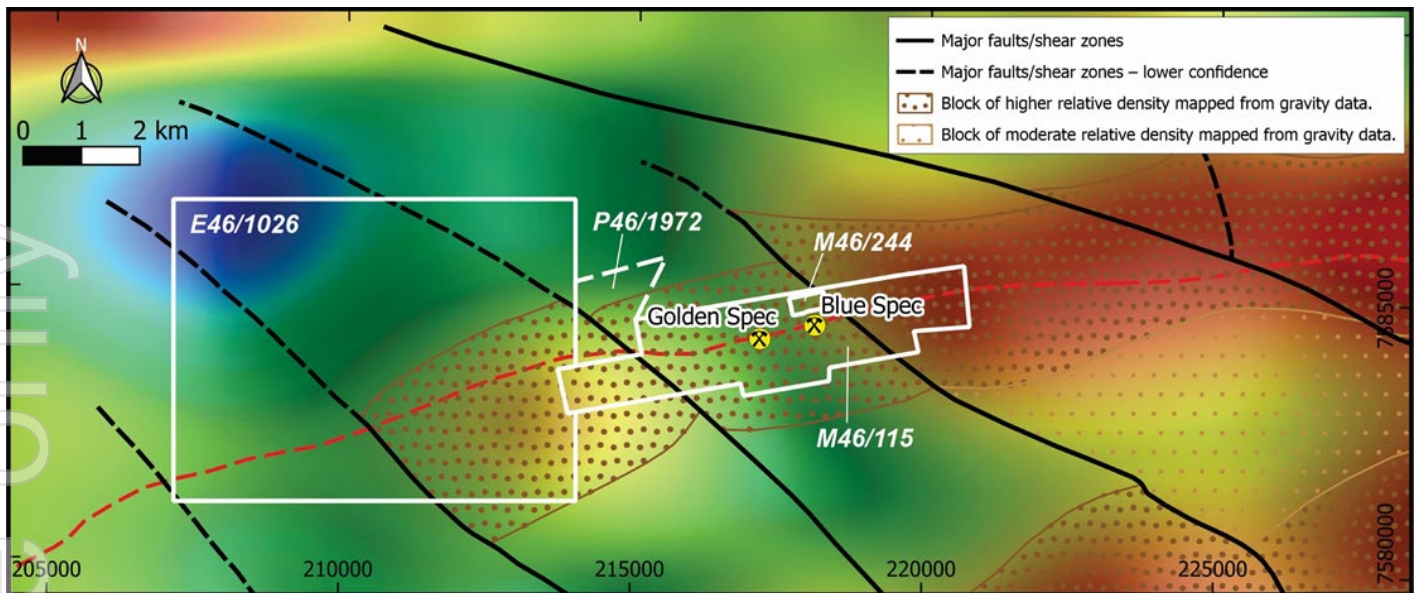 N
0 1 2 km
Major faults/shear zones
Major faults/shear zones – lower confidence
Block of higher relative density mapped from gravity data.
Block of moderate relative density mapped from gravity data.
E46/1026
P46/1972
M46/244
Golden Spec
Blue Spec
M46/115
7585000
7580000
205000
210000
215000
220000
225000
only